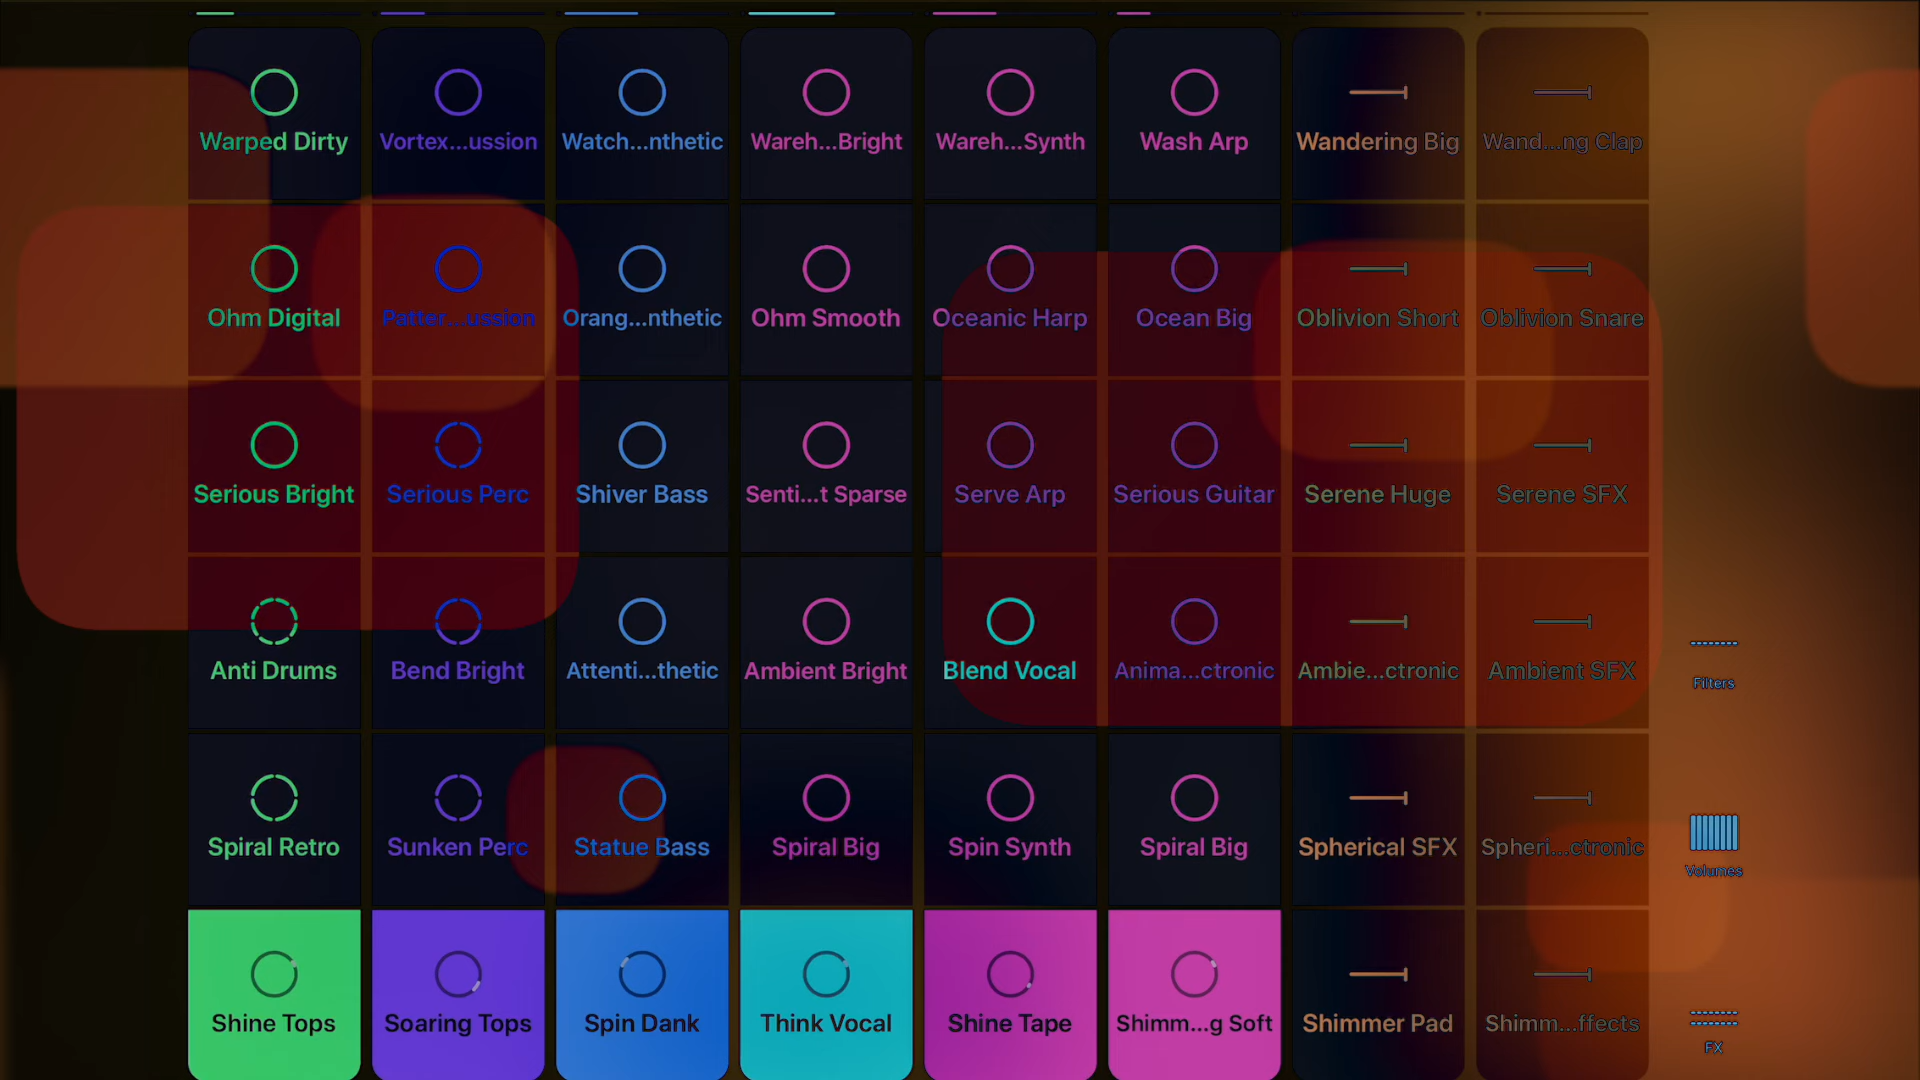 Warped Dirty
Vortex...ussion
Watch...nthetic
Wareh...Bright
Wareh...Synth
Wash Arp
Wandering Big
Wand...ng Clap
Ohm Digital
Patter...ussion
Orang...nthetic
Ohm Smooth
Oceanic Harp
Ocean Big
Oblivion Short
Oblivion Snare
Serious Bright
Serious Perc
Shiver Bass
Senti...t Sparse
Serve Arp
Serious Guitar
Serene Huge
Serene SFX
Anti Drums
Bend Bright
Attenti...thetic
Ambient Bright
Blend Vocal
Anima...ctronic
Ambie...ctronic
Ambient SFX
Filters
Spiral Retro
Sunken Perc
Statue Bass
Spiral Big
Spin Synth
Spiral Big
Spherical SFX
Spheri...ctronic
Volumes
Shine Tops
Soaring Tops
Spin Dank
Think Vocal
Shine Tape
Shimm...g Soft
Shimmer Pad
Shimm...ffects
FX